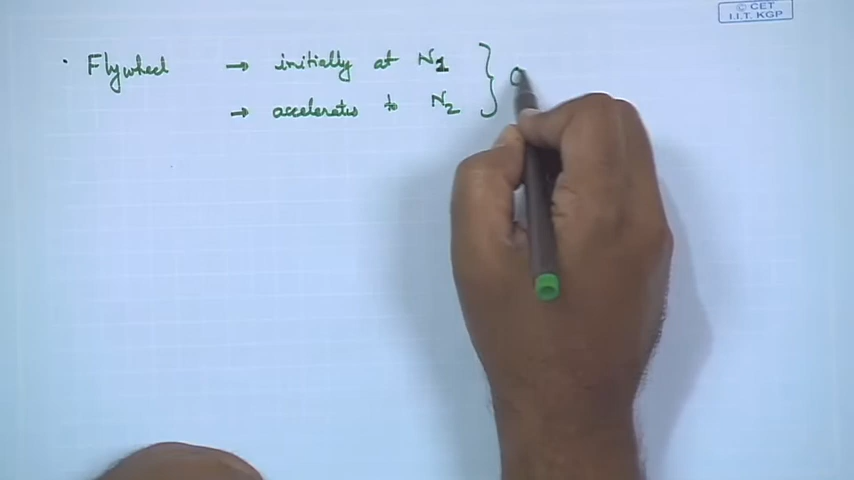 © CET
I.I.T. KGP
• Flywheel → initially at N1
→ accelerates to N2